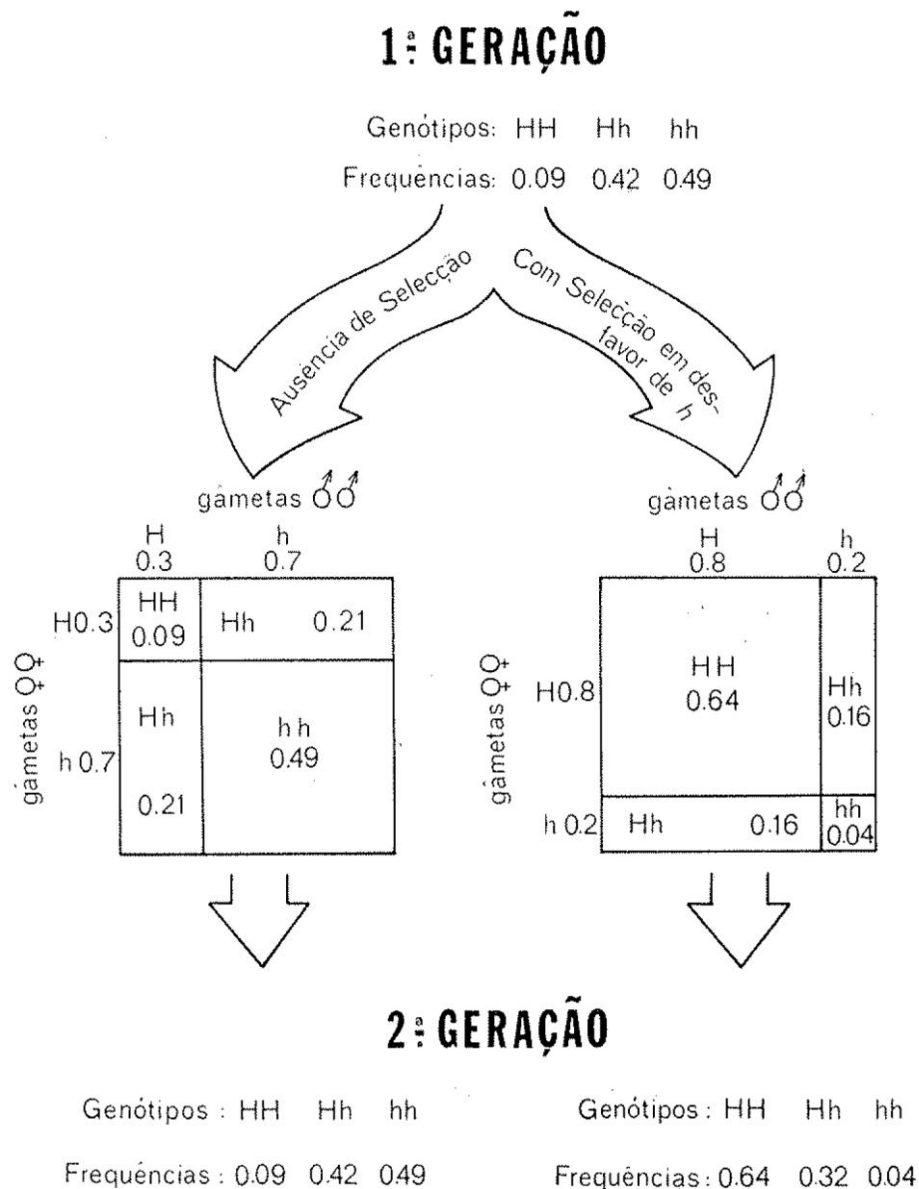 1.ª GERAÇÃO
Genótipos: HH Hh hh
Frequências: 0.09 0.42 0.49
Ausência de Selecção
Com Selecção em des-
favor de h
gâmetas ♂♂
H h
0.3 0.7
gâmetas ♀♀
H0.3
HH
0.09
Hh 0.21
h 0.7
Hh
0.21
hh
0.49
gâmetas ♂♂
H h
0.8 0.2
gâmetas ♀♀
H0.8
HH
0.64
Hh
0.16
h 0.2
Hh 0.16
hh
0.04
2.ª GERAÇÃO
Genótipos : HH Hh hh
Frequências : 0.09 0.42 0.49
Genótipos : HH Hh hh
Frequências : 0.64 0.32 0.04